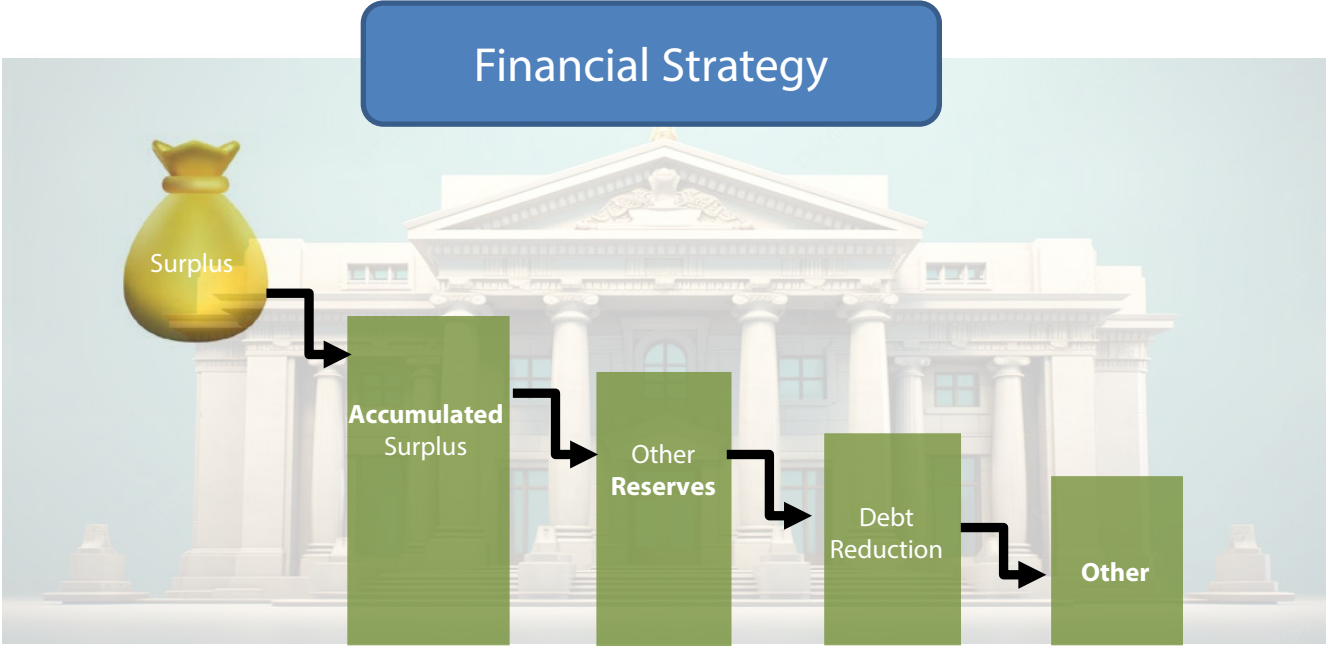 Financial Strategy
Surplus
Accumulated
Surplus
Other
Reserves
Debt
Reduction
Other